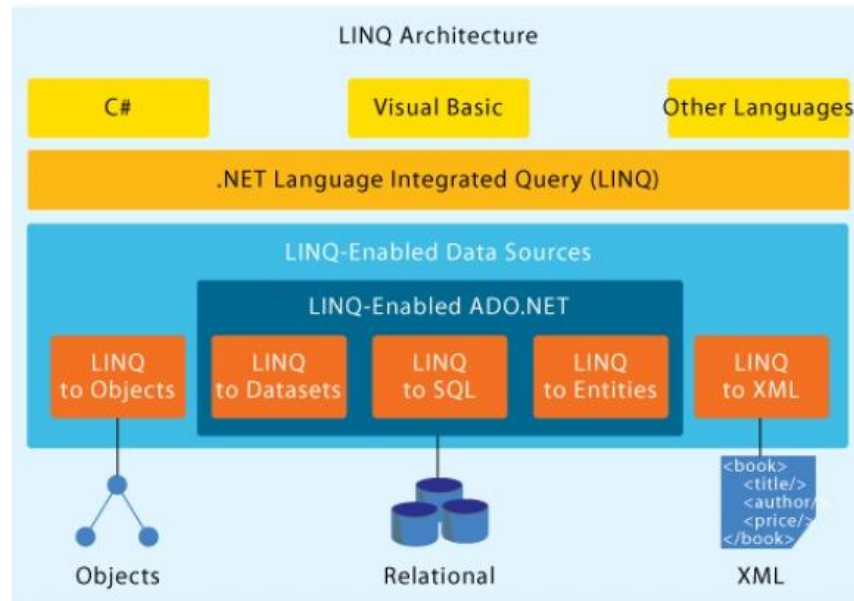 LINQ Architecture
C#
Visual Basic
Other Languages
.NET Language Integrated Query (LINQ)
LINQ-Enabled Data Sources
LINQ-Enabled ADO.NET
LINQ
to Objects
LINQ
to Datasets
LINQ
to SQL
LINQ
to Entities
LINQ
to XML
<book>
<title/>
<author/>
<price/>
</book>
Objects
Relational
XML